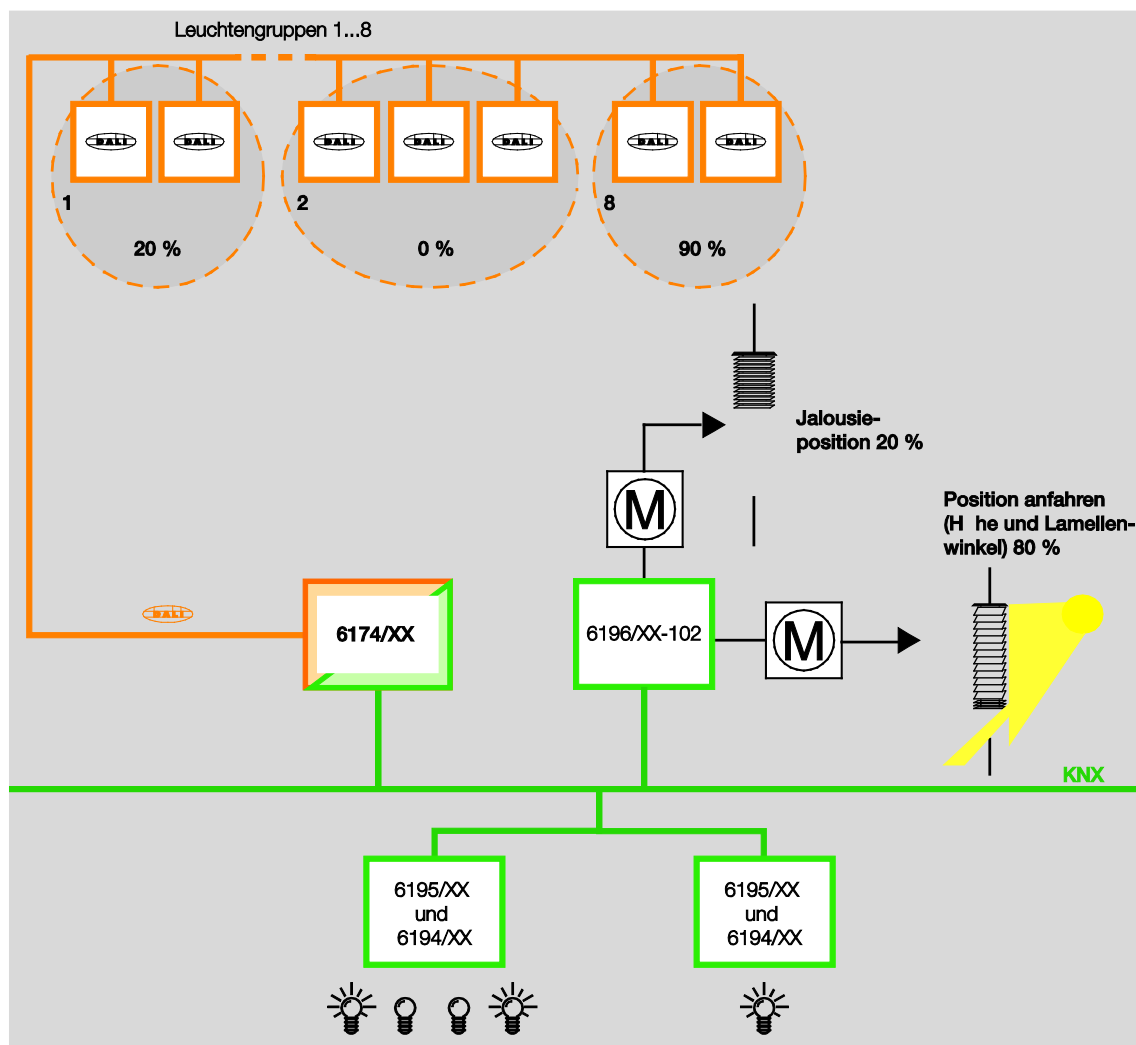 Leuchtengruppen 1...8
DALI DALI DALI DALI DALI DALI DALI
1 2 8
20 % 0 % 90 %
Jalousie-
position 20 %
M
Position anfahren
(H he und Lamellen-
winkel) 80 %
DALI
6174/XX
6196/XX-102
M
KNX
6195/XX
und
6194/XX
6195/XX
und
6194/XX